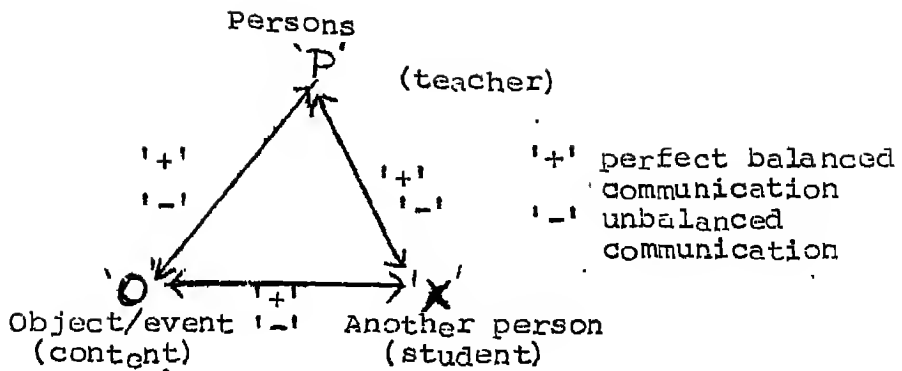 Persons
'P'
(teacher)
'+'
'-'
'+'
'-'
'+' perfect balanced
communication
'-' unbalanced
communication
'O'
'X'
'+'
'-'
Object/event
(content)
Another person
(student)